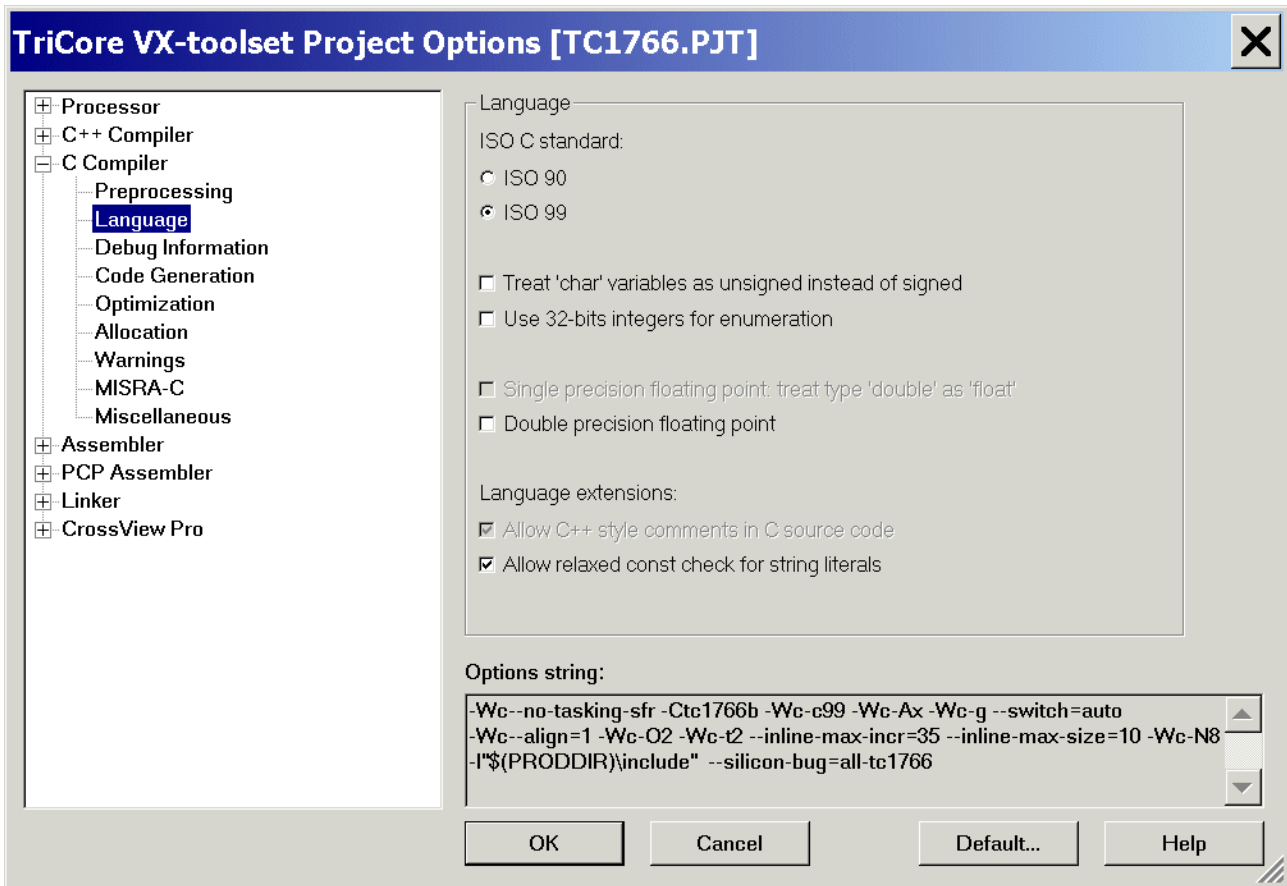 TriCore VX-toolset Project Options [TC1766.PJT]
Processor
C++ Compiler
C Compiler
Preprocessing
Language
Debug Information
Code Generation
Optimization
Allocation
Warnings
MISRA-C
Miscellaneous
Assembler
PCP Assembler
Linker
CrossView Pro
Language
ISO C standard:
ISO 90
ISO 99
Treat 'char' variables as unsigned instead of signed
Use 32-bits integers for enumeration
Single precision floating point: treat type 'double' as 'float'
Double precision floating point
Language extensions:
Allow C++ style comments in C source code
Allow relaxed const check for string literals
Options string:
-Wc--no-tasking-sfr -Ctc1766b -Wc-c99 -Wc-Ax -Wc-g --switch=auto
-Wc--align=1 -Wc-O2 -Wc-t2 --inline-max-incr=35 --inline-max-size=10 -Wc-N8
-I"$(PRODDIR)\include" --silicon-bug=all-tc1766
OK
Cancel
Default...
Help